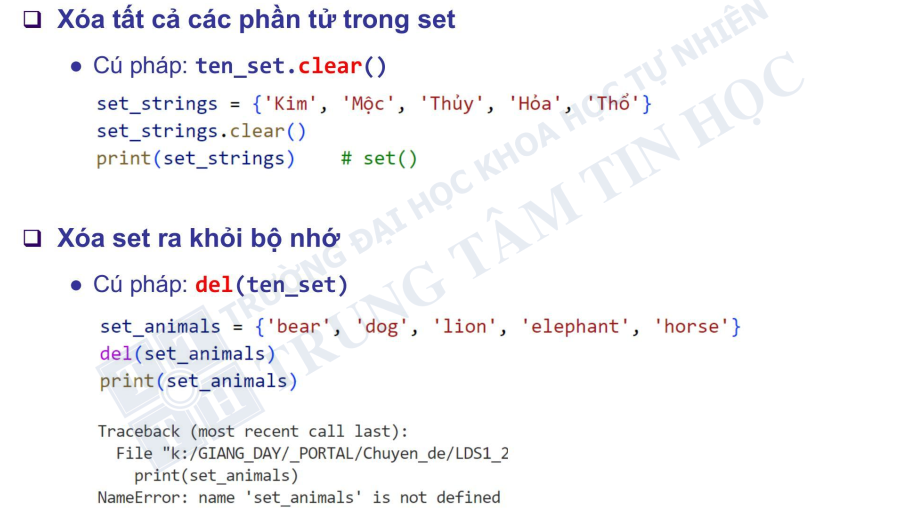 Xóa tất cả các phần tử trong set
Cú pháp: ten_set.clear()
set_strings = {'Kim', 'Mộc', 'Thủy', 'Hỏa', 'Thổ'}
set_strings.clear()
print(set_strings)    # set()
Xóa set ra khỏi bộ nhớ
Cú pháp: del(ten_set)
set_animals = {'bear', 'dog', 'lion', 'elephant', 'horse'}
del(set_animals)
print(set_animals)
Traceback (most recent call last):
File "k:/GIANG_DAY/_PORTAL/Chuyen_de/LDS1_2
print(set_animals)
NameError: name 'set_animals' is not defined
TRƯỜNG ĐẠI HỌC KHOA HỌC TỰ NHIÊN
TRUNG TÂM TIN HỌC